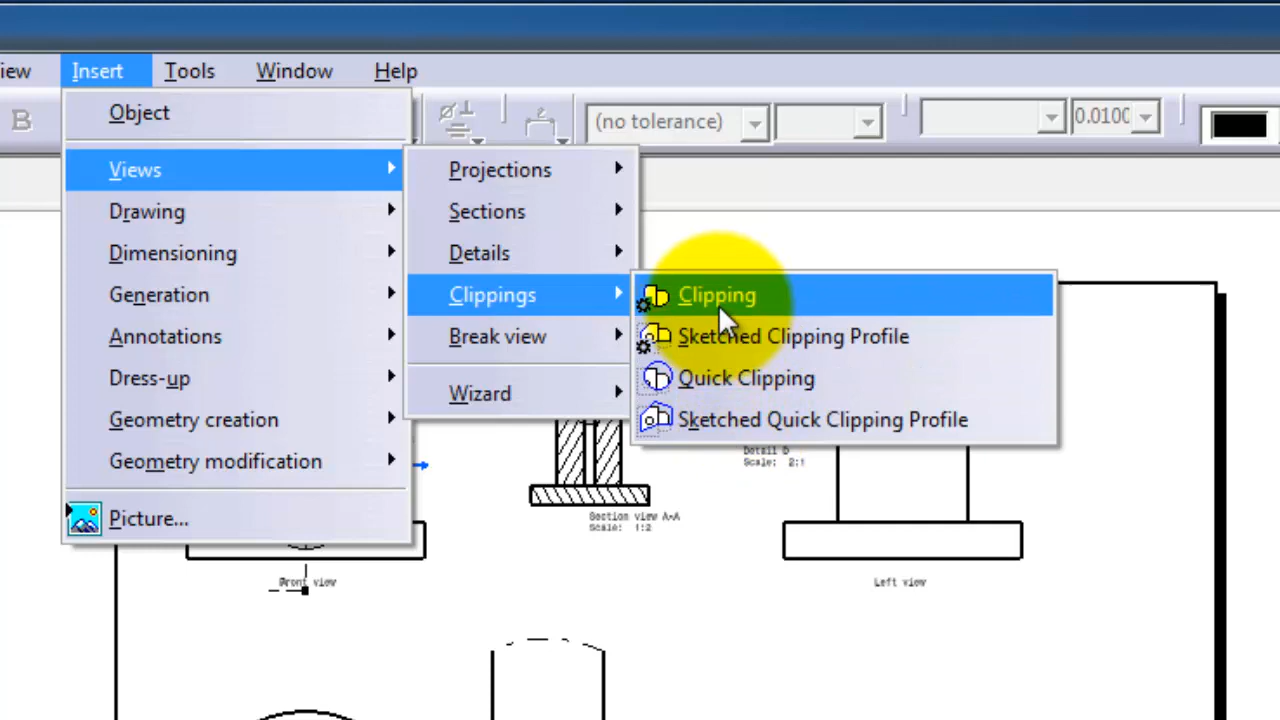 iew Insert Tools Window Help
B (no tolerance) 0.010
Object
Views
Drawing
Dimensioning
Generation
Annotations
Dress-up
Geometry creation
Geometry modification
Picture...
Projections
Sections
Details
Clippings
Break view
Wizard
Clipping
Sketched Clipping Profile
Quick Clipping
Sketched Quick Clipping Profile
Detail D
Scale: 2:1
Section view A-A
Scale: 1:2
Front view
Left view